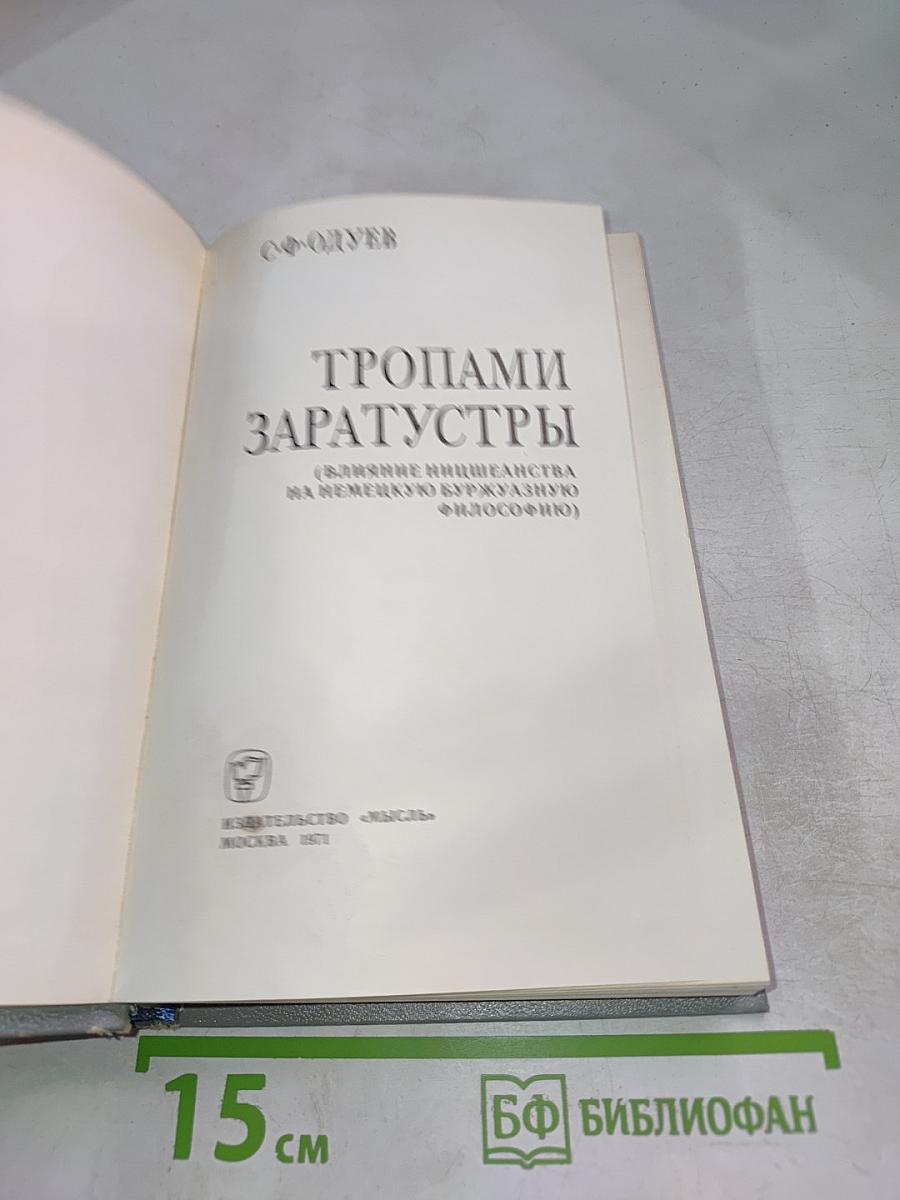 С.Ф. ОДУЕВ
ТРОПАМИ
ЗАРАТУСТРЫ
(ВЛИЯНИЕ НИЦШЕАНСТВА
НА НЕМЕЦКУЮ БУРЖУАЗНУЮ
ФИЛОСОФИЮ)
ИЗДАТЕЛЬСТВО «МЫСЛЬ»
МОСКВА 1971
15 СМ
БФ БИБЛИОФАН